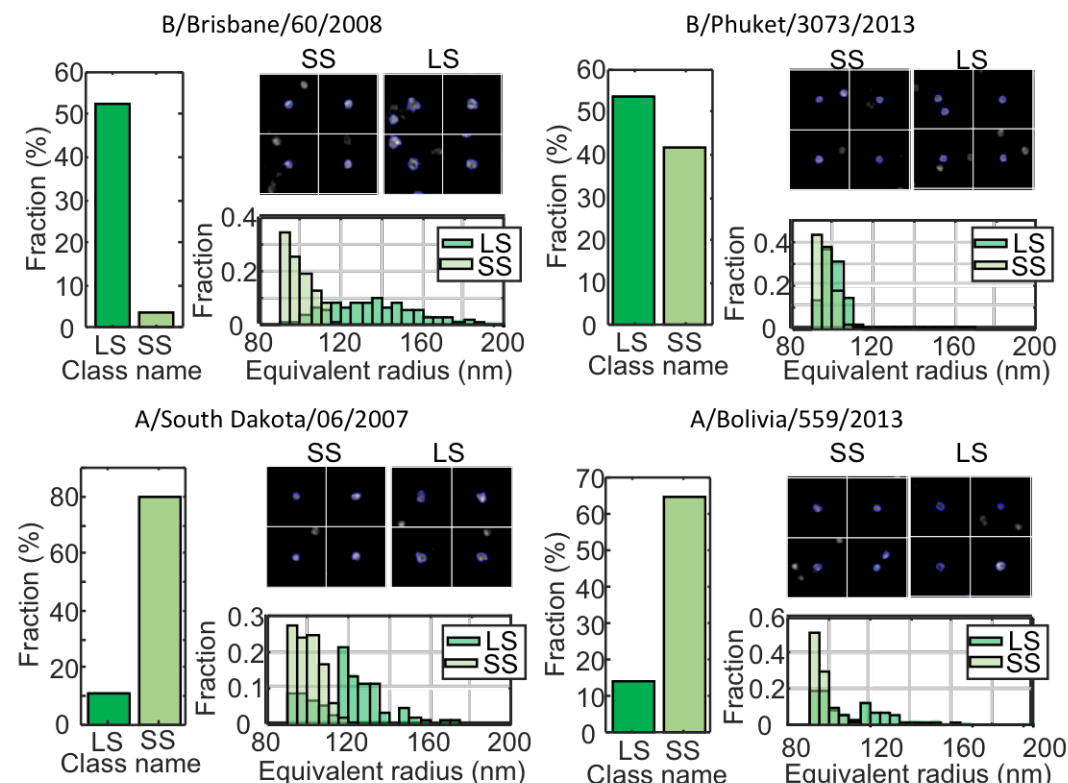 B/Brisbane/60/2008
SS LS
60
50
40
30
20
10
0
Fraction (%)
LS SS
Class name
0.4
0.2
0
Fraction
LS
SS
120 160 200
Equivalent radius (nm)
B/Phuket/3073/2013
SS LS
60
50
40
30
20
10
0
Fraction (%)
LS SS
Class name
0.4
0.2
0
Fraction
LS
SS
80 120 160 200
Equivalent radius (nm)
A/South Dakota/06/2007
SS LS
80
60
40
20
0
Fraction (%)
LS SS
Class name
0.3
0.2
0.1
0
Fraction
LS
SS
80 120 160 200
Equivalent radius (nm)
A/Bolivia/559/2013
SS LS
70
60
50
40
30
20
10
0
Fraction (%)
LS SS
Class name
0.6
0.4
0.2
0
Fraction
LS
SS
80 120 160 200
Equivalent radius (nm)